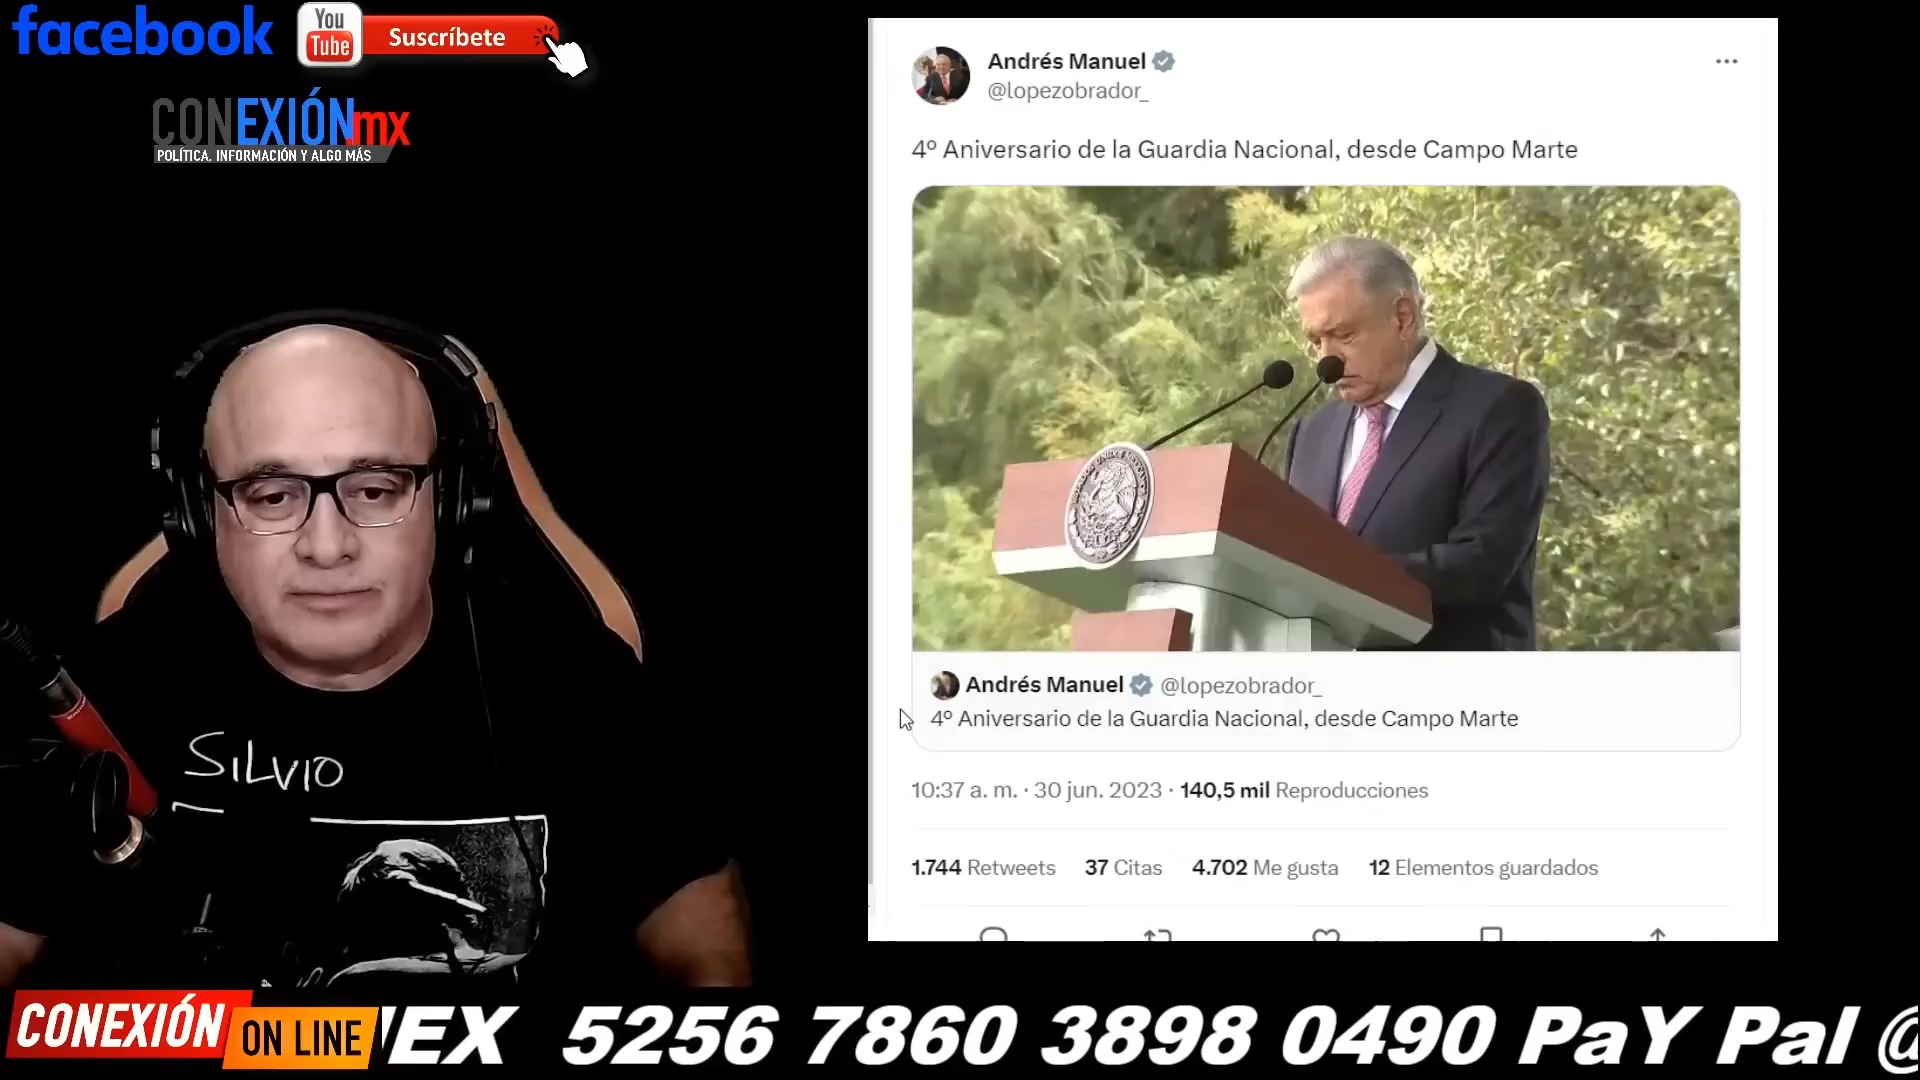 facebook
You
Tube
Suscríbete
CONEXIÓN.mx
POLÍTICA. INFORMACIÓN Y ALGO MÁS
Andrés Manuel
@lopezobrador_
4º Aniversario de la Guardia Nacional, desde Campo Marte
Andrés Manuel @lopezobrador_
4º Aniversario de la Guardia Nacional, desde Campo Marte
10:37 a. m. · 30 jun. 2023 · 140,5 mil Reproducciones
1.744 Retweets 37 Citas 4.702 Me gusta 12 Elementos guardados
SILVIO
CONEXIÓN
ON LINE
EX 5256 7860 3898 0490 PaY Pal @